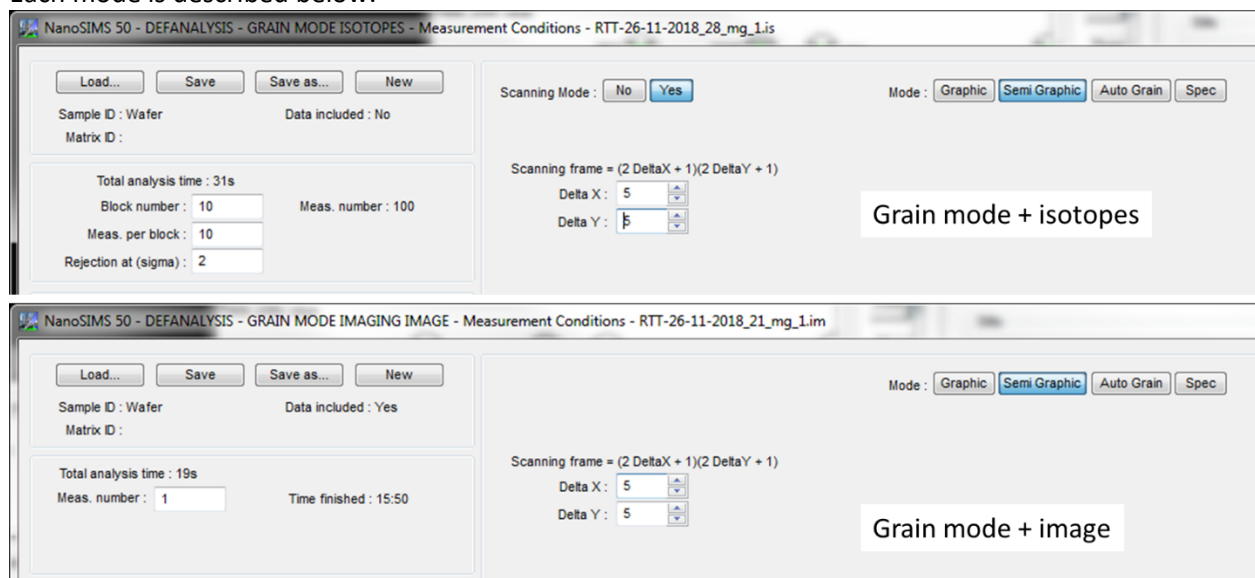 Each mode is described below.
NanoSIMS 50 - DEFANALYSIS - GRAIN MODE ISOTOPES - Measurement Conditions - RTT-26-11-2018_28_mg_1.is
Load... Save Save as... New
Scanning Mode : No Yes
Mode : Graphic Semi Graphic Auto Grain Spec
Sample ID : Wafer Data included : No
Matrix ID :
Scanning frame = (2 DeltaX + 1)(2 DeltaY + 1)
Total analysis time : 31s
Delta X : 5
Block number : 10 Meas. number : 100
Delta Y : 5
Grain mode + isotopes
Meas. per block : 10
Rejection at (sigma) : 2
NanoSIMS 50 - DEFANALYSIS - GRAIN MODE IMAGING IMAGE - Measurement Conditions - RTT-26-11-2018_21_mg_1.im
Load... Save Save as... New
Mode : Graphic Semi Graphic Auto Grain Spec
Sample ID : Wafer Data included : Yes
Matrix ID :
Scanning frame = (2 DeltaX + 1)(2 DeltaY + 1)
Total analysis time : 19s
Delta X : 5
Meas. number : 1 Time finished : 15:50
Delta Y : 5
Grain mode + image